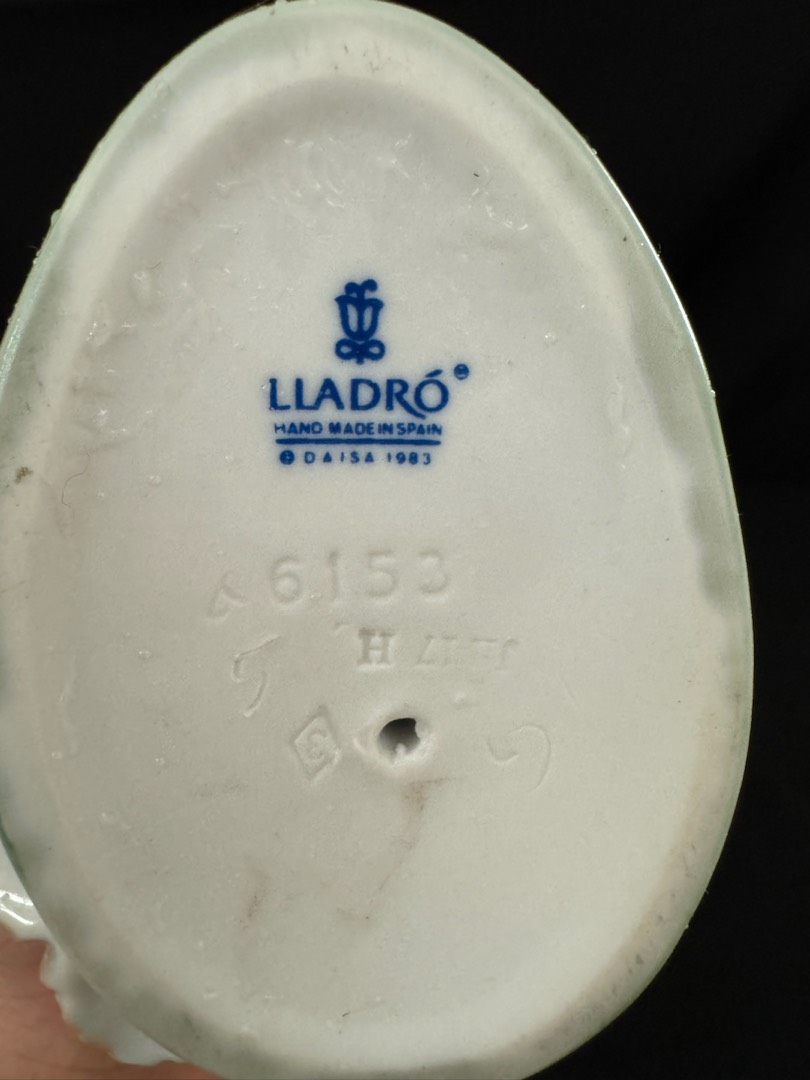 LLADRÓ®
HAND MADE IN SPAIN
© DAISA 1983
6153
H